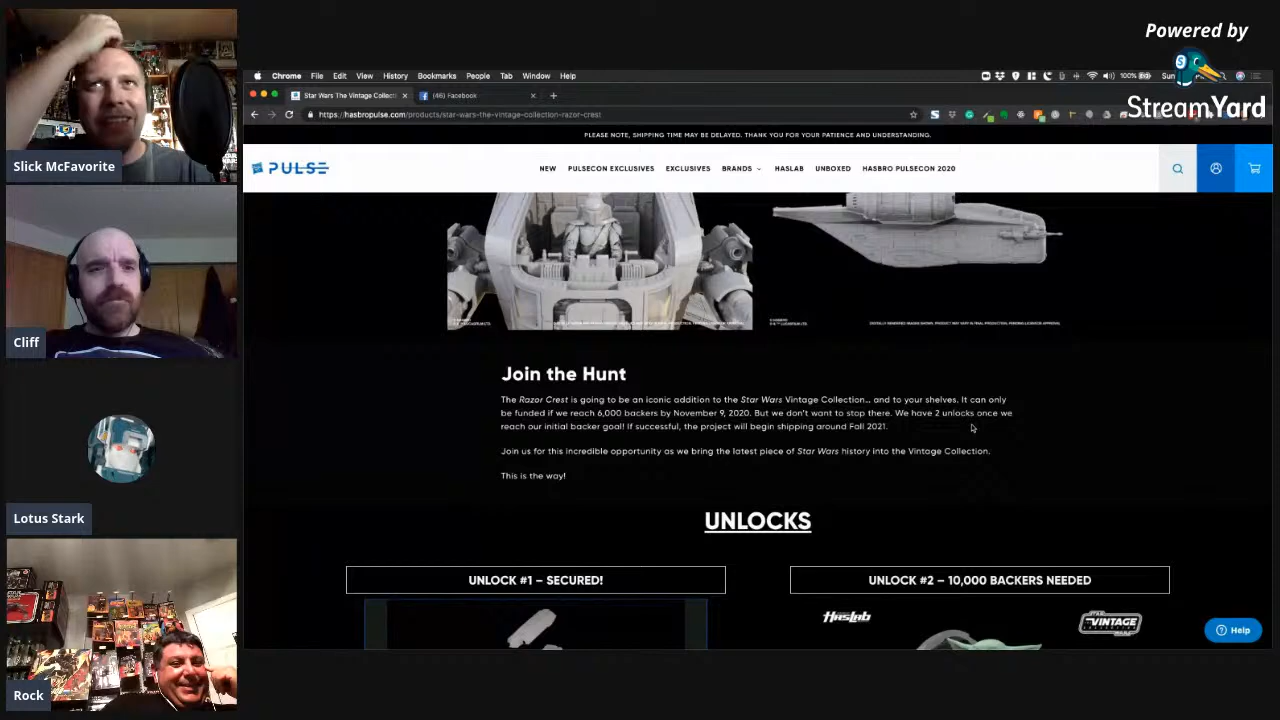 Powered by
StreamYard
Slick McFavorite
Cliff
Lotus Stark
Rock
Chrome File Edit View History Bookmarks People Tab Window Help
100%
Sun
Star Wars The Vintage Collect
(46) Facebook
https://hasbropulse.com/products/star-wars-the-vintage-collection-razor-crest
PLEASE NOTE, SHIPPING TIME MAY BE DELAYED. THANK YOU FOR YOUR PATIENCE AND UNDERSTANDING.
PULSE
NEW PULSECON EXCLUSIVES EXCLUSIVES BRANDS HASLAB UNBOXED HASBRO PULSECON 2020
Join the Hunt
The Razor Crest is going to be an iconic addition to the Star Wars Vintage Collection… and to your shelves. It can only
be funded if we reach 6,000 backers by November 9, 2020. But we don't want to stop there. We have 2 unlocks once we
reach our initial backer goal! If successful, the project will begin shipping around Fall 2021.
Join us for this incredible opportunity as we bring the latest piece of Star Wars history into the Vintage Collection.
This is the way!
UNLOCKS
UNLOCK #1 – SECURED!
UNLOCK #2 – 10,000 BACKERS NEEDED
HasLab
STAR WARS
VINTAGE
Help